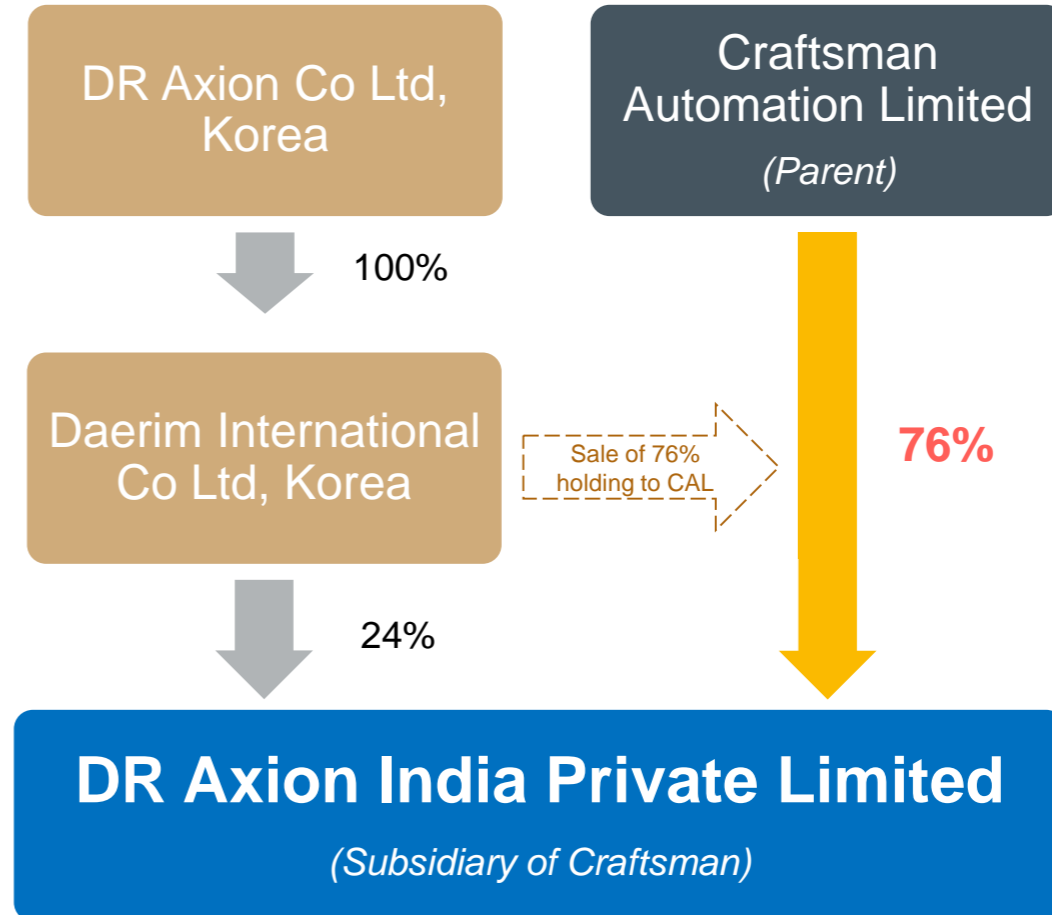 DR Axion Co Ltd,
Korea
Craftsman
Automation Limited
(Parent)
100%
Daerim International
Co Ltd, Korea
Sale of 76%
holding to CAL
76%
24%
DR Axion India Private Limited
(Subsidiary of Craftsman)